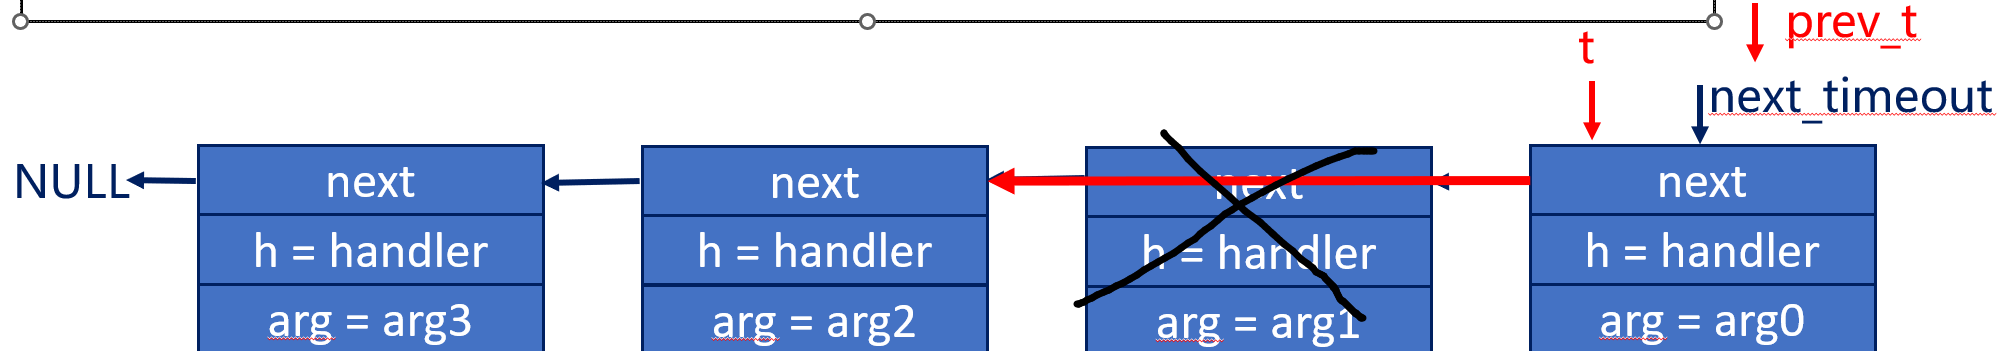 prev_t
t
next_timeout
NULL
next
next
next
next
h = handler
h = handler
h = handler
h = handler
arg = arg3
arg = arg2
arg = arg1
arg = arg0